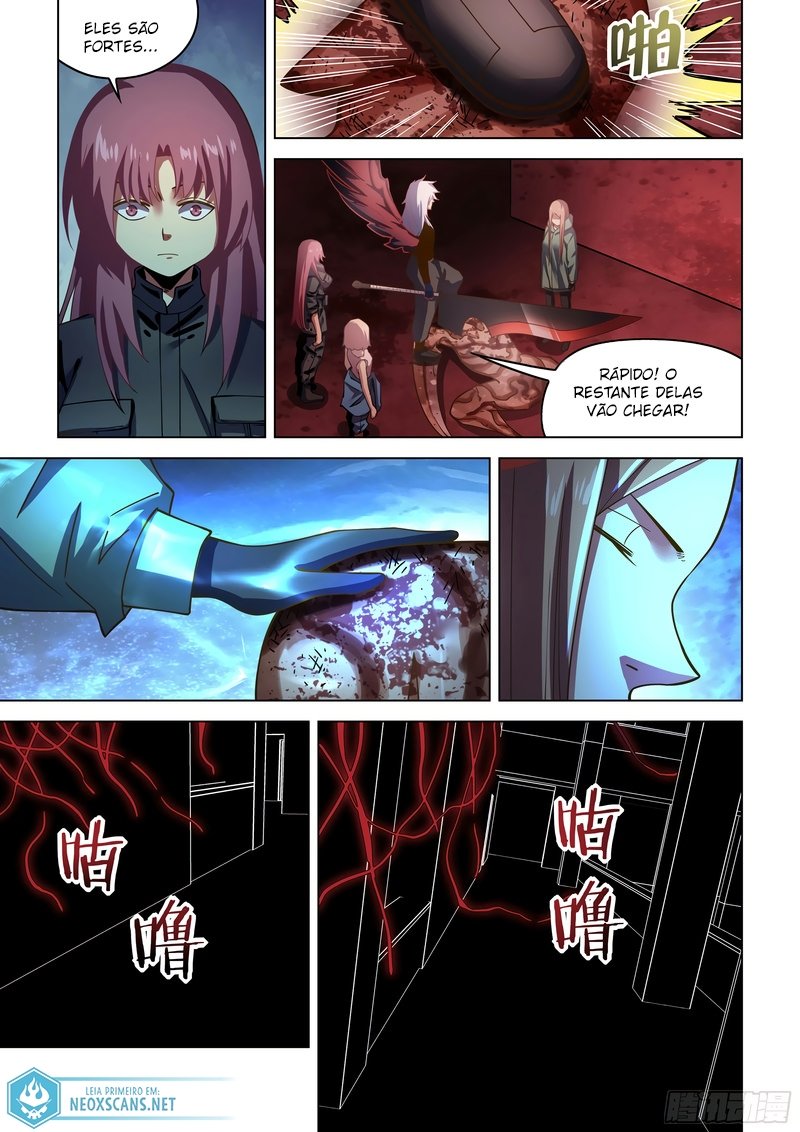 ELES SÃO
FORTES...
啪
RÁPIDO! O
RESTANTE DELAS
VÃO CHEGAR!
咕
噜
咕
噜
LEIA PRIMEIRO EM:
NEOXSCANS.NET
腾讯动漫